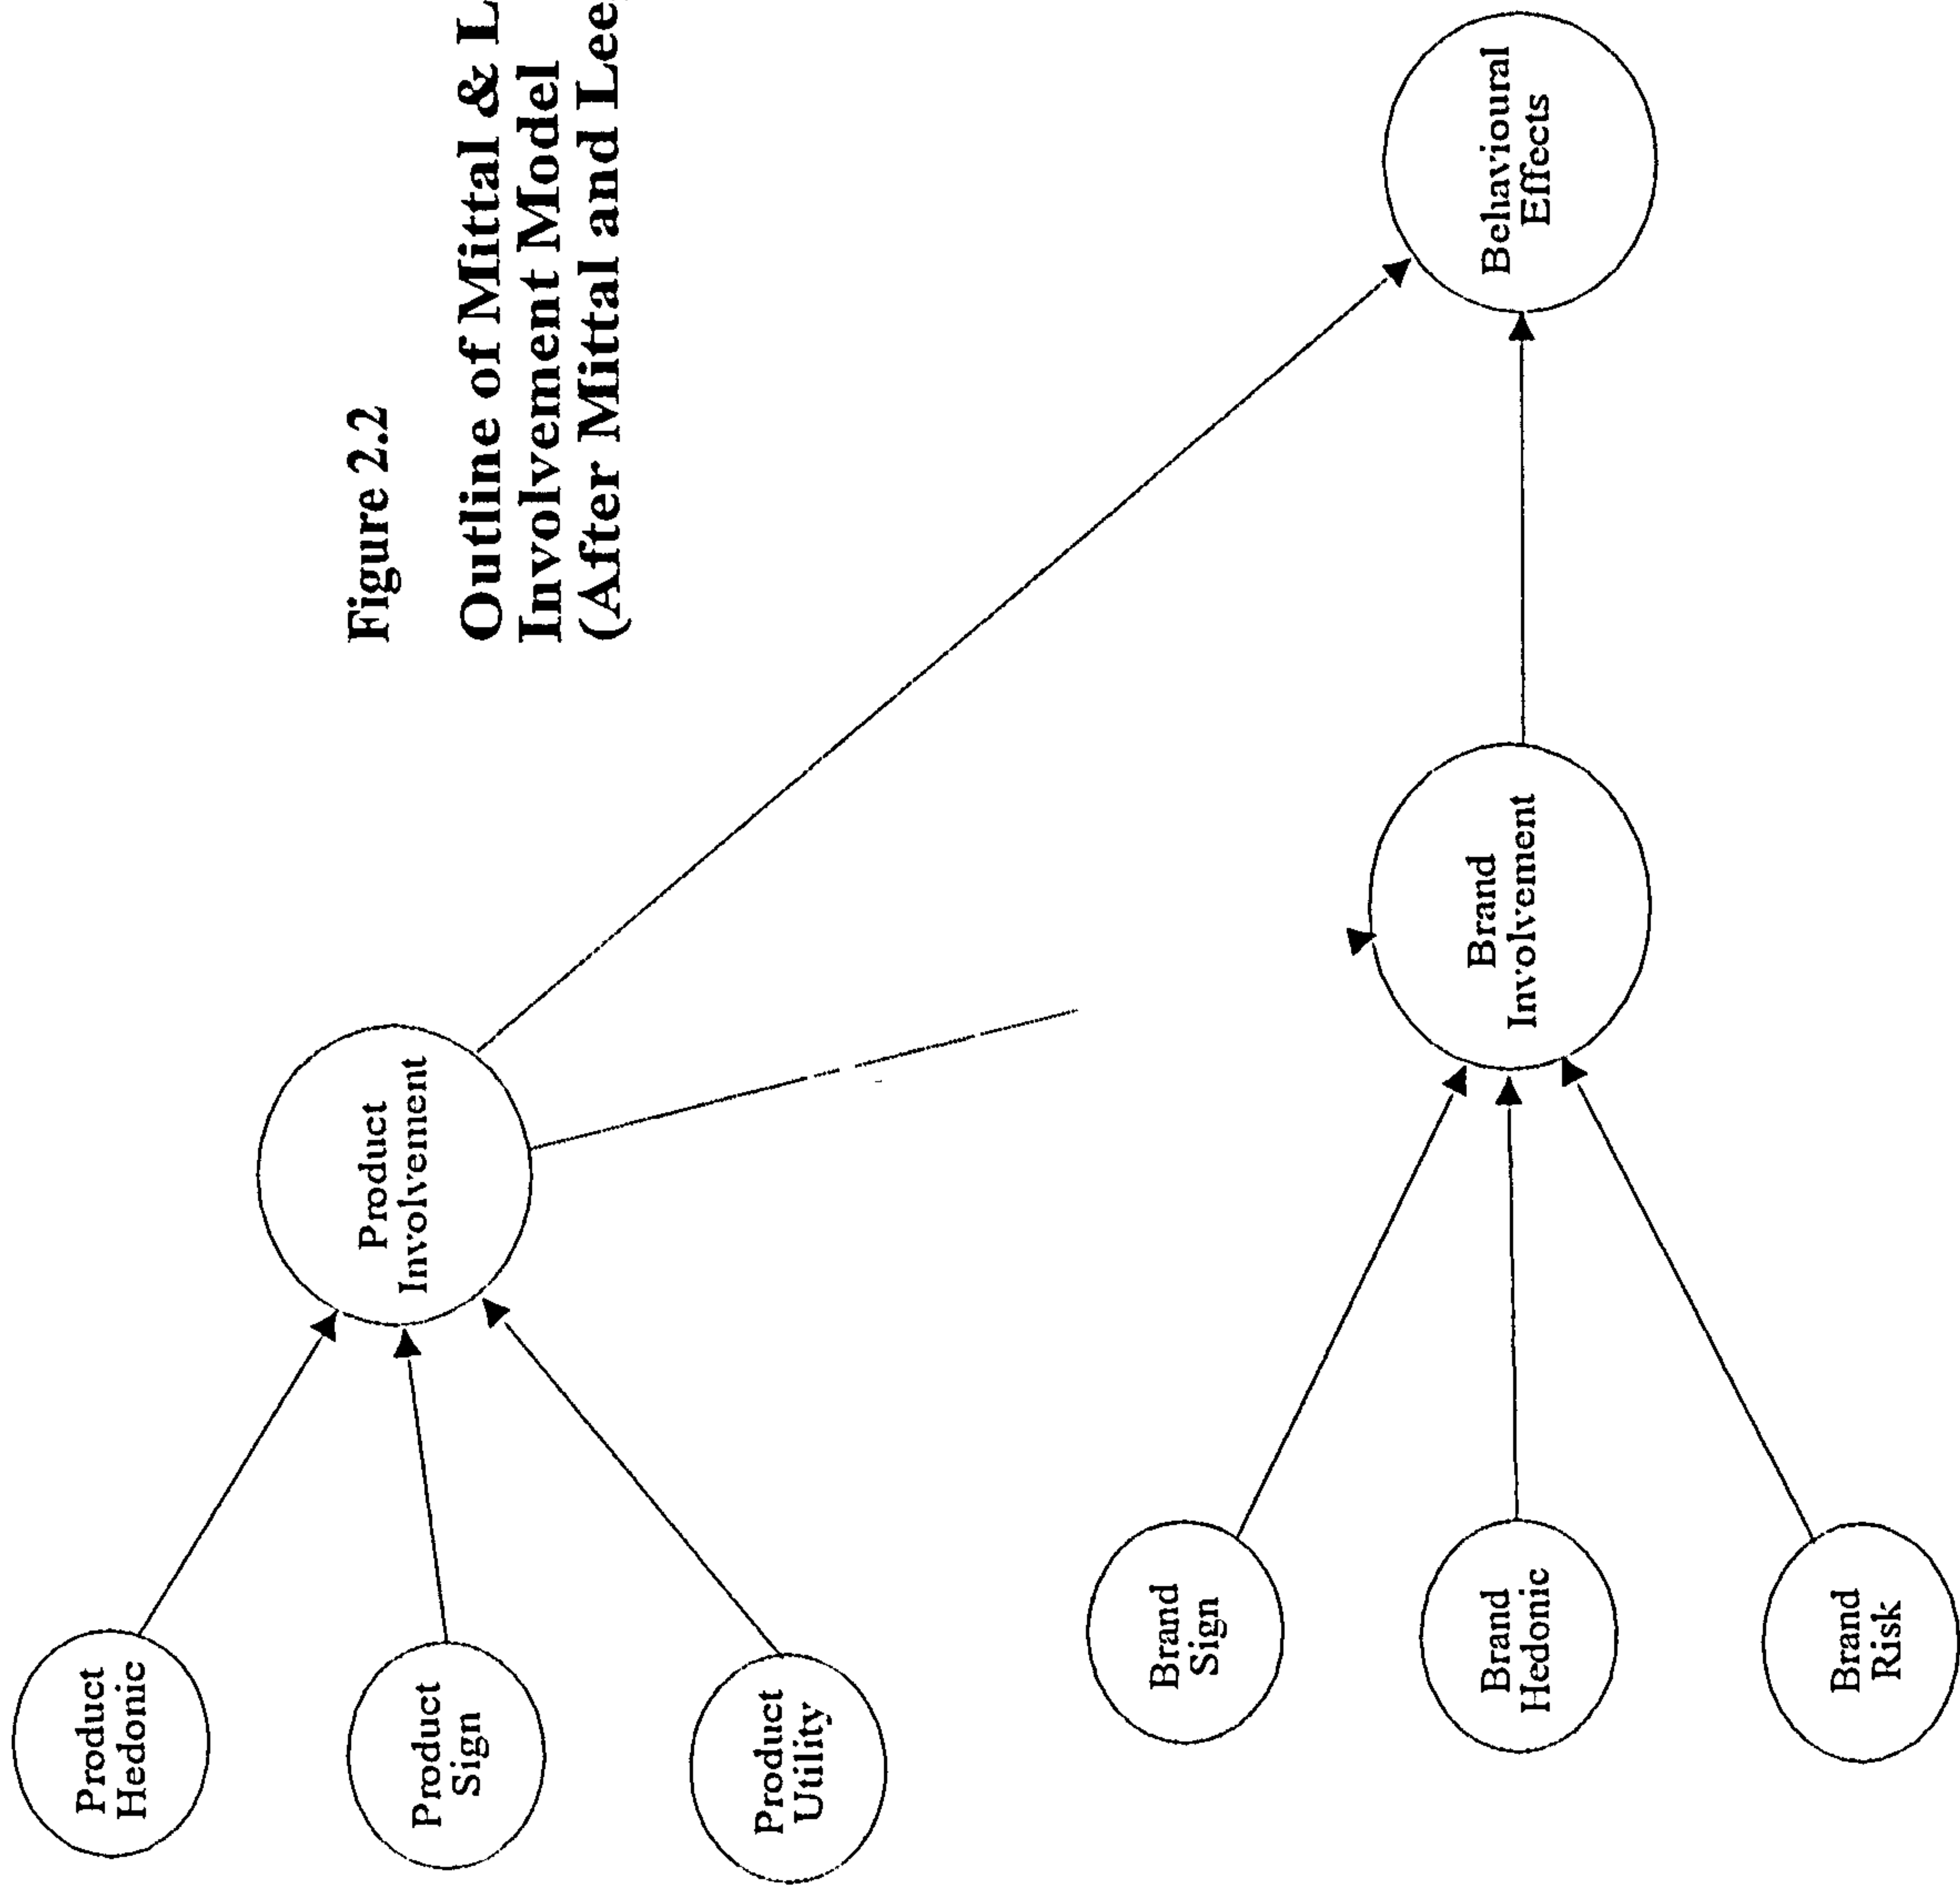 Figure 2.2
Outline of Mittal & L
Involvement Model
(After Mittal and Lee
Product
Hedonic
Product
Sign
Product
Utility
Product
Involvement
Brand
Sign
Brand
Hedonic
Brand
Risk
Brand
Involvement
Behavioural
Effects